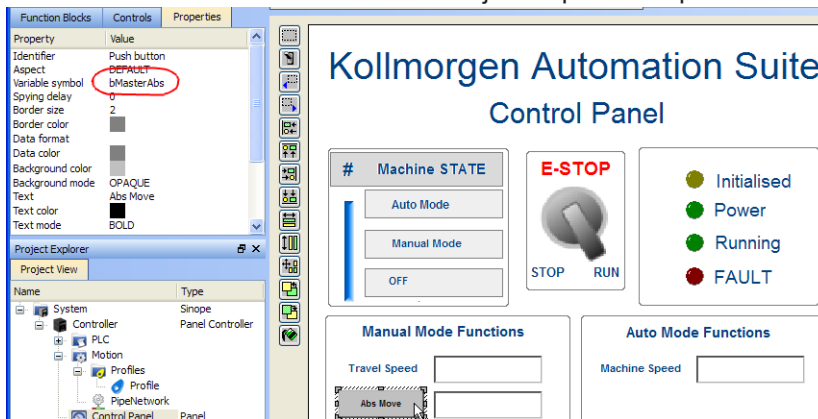 Function Blocks Controls Properties
Property Value
Identifier Push button
Aspect DEFAULT
Variable symbol bMasterAbs
Spying delay 0
Border size 2
Border color
Data format
Data color
Background color
Background mode OPAQUE
Text Abs Move
Text color
Text mode BOLD
Project Explorer
Project View
Name Type
System Sinope
Controller Panel Controller
PLC
Motion
Profiles
Profile
PipeNetwork
Control Panel Panel
Kollmorgen Automation Suite
Control Panel
# Machine STATE
Auto Mode
Manual Mode
OFF
E-STOP
STOP RUN
Initialised
Power
Running
FAULT
Manual Mode Functions
Travel Speed
Abs Move
Auto Mode Functions
Machine Speed